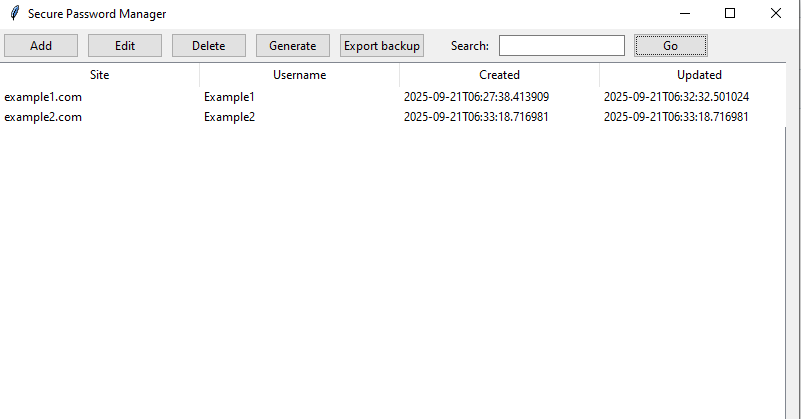 Secure Password Manager
Add Edit Delete Generate Export backup Search: Go
Site Username Created Updated
example1.com Example1 2025-09-21T06:27:38.413909 2025-09-21T06:32:32.501024
example2.com Example2 2025-09-21T06:33:18.716981 2025-09-21T06:33:18.716981